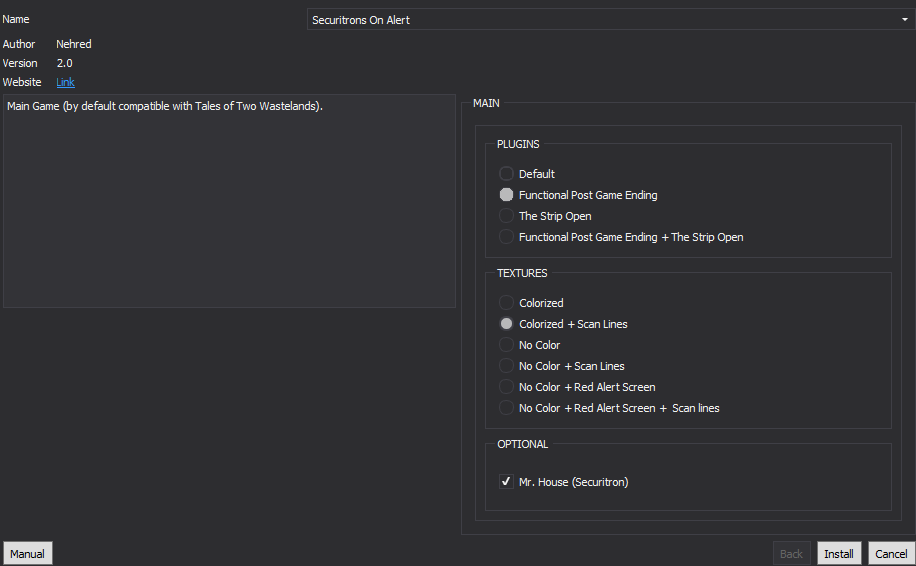 Name
Securitrons On Alert
Author Nehred
Version 2.0
Website Link
Main Game (by default compatible with Tales of Two Wastelands).
MAIN
PLUGINS
Default
Functional Post Game Ending
The Strip Open
Functional Post Game Ending + The Strip Open
TEXTURES
Colorized
Colorized + Scan Lines
No Color
No Color + Scan Lines
No Color + Red Alert Screen
No Color + Red Alert Screen + Scan lines
OPTIONAL
Mr. House (Securitron)
Manual
Back Install Cancel